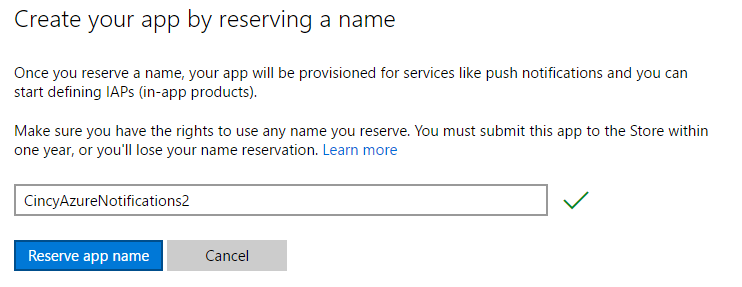 Create your app by reserving a name
Once you reserve a name, your app will be provisioned for services like push notifications and you can
start defining IAPs (in-app products).
Make sure you have the rights to use any name you reserve. You must submit this app to the Store within
one year, or you'll lose your name reservation. Learn more
CincyAzureNotifications2
Reserve app name Cancel